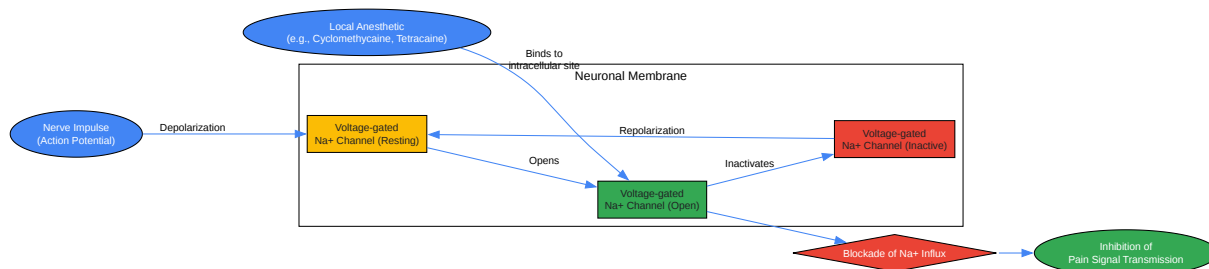 Local Anesthetic
(e.g., Cyclomethycaine, Tetracaine)
Binds to
intracellular site
Neuronal Membrane
Nerve Impulse
(Action Potential)
Depolarization
Voltage-gated
Na+ Channel (Resting)
Repolarization
Voltage-gated
Na+ Channel (Inactive)
Opens
Inactivates
Voltage-gated
Na+ Channel (Open)
Blockade of Na+ Influx
Inhibition of
Pain Signal Transmission